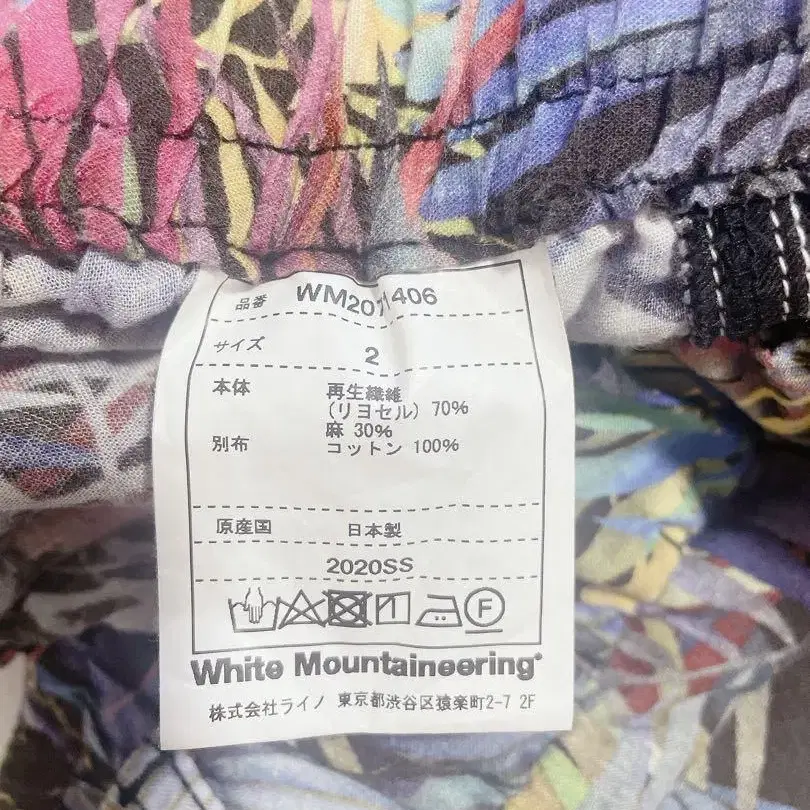 品番 WM2071406
サイズ 2
本体 再生繊維
(リヨセル) 70%
麻 30%
別布 コットン 100%
原産国 日本製
2020SS
F
White Mountaineering
株式会社ライノ 東京都渋谷区猿楽町2-7 2F